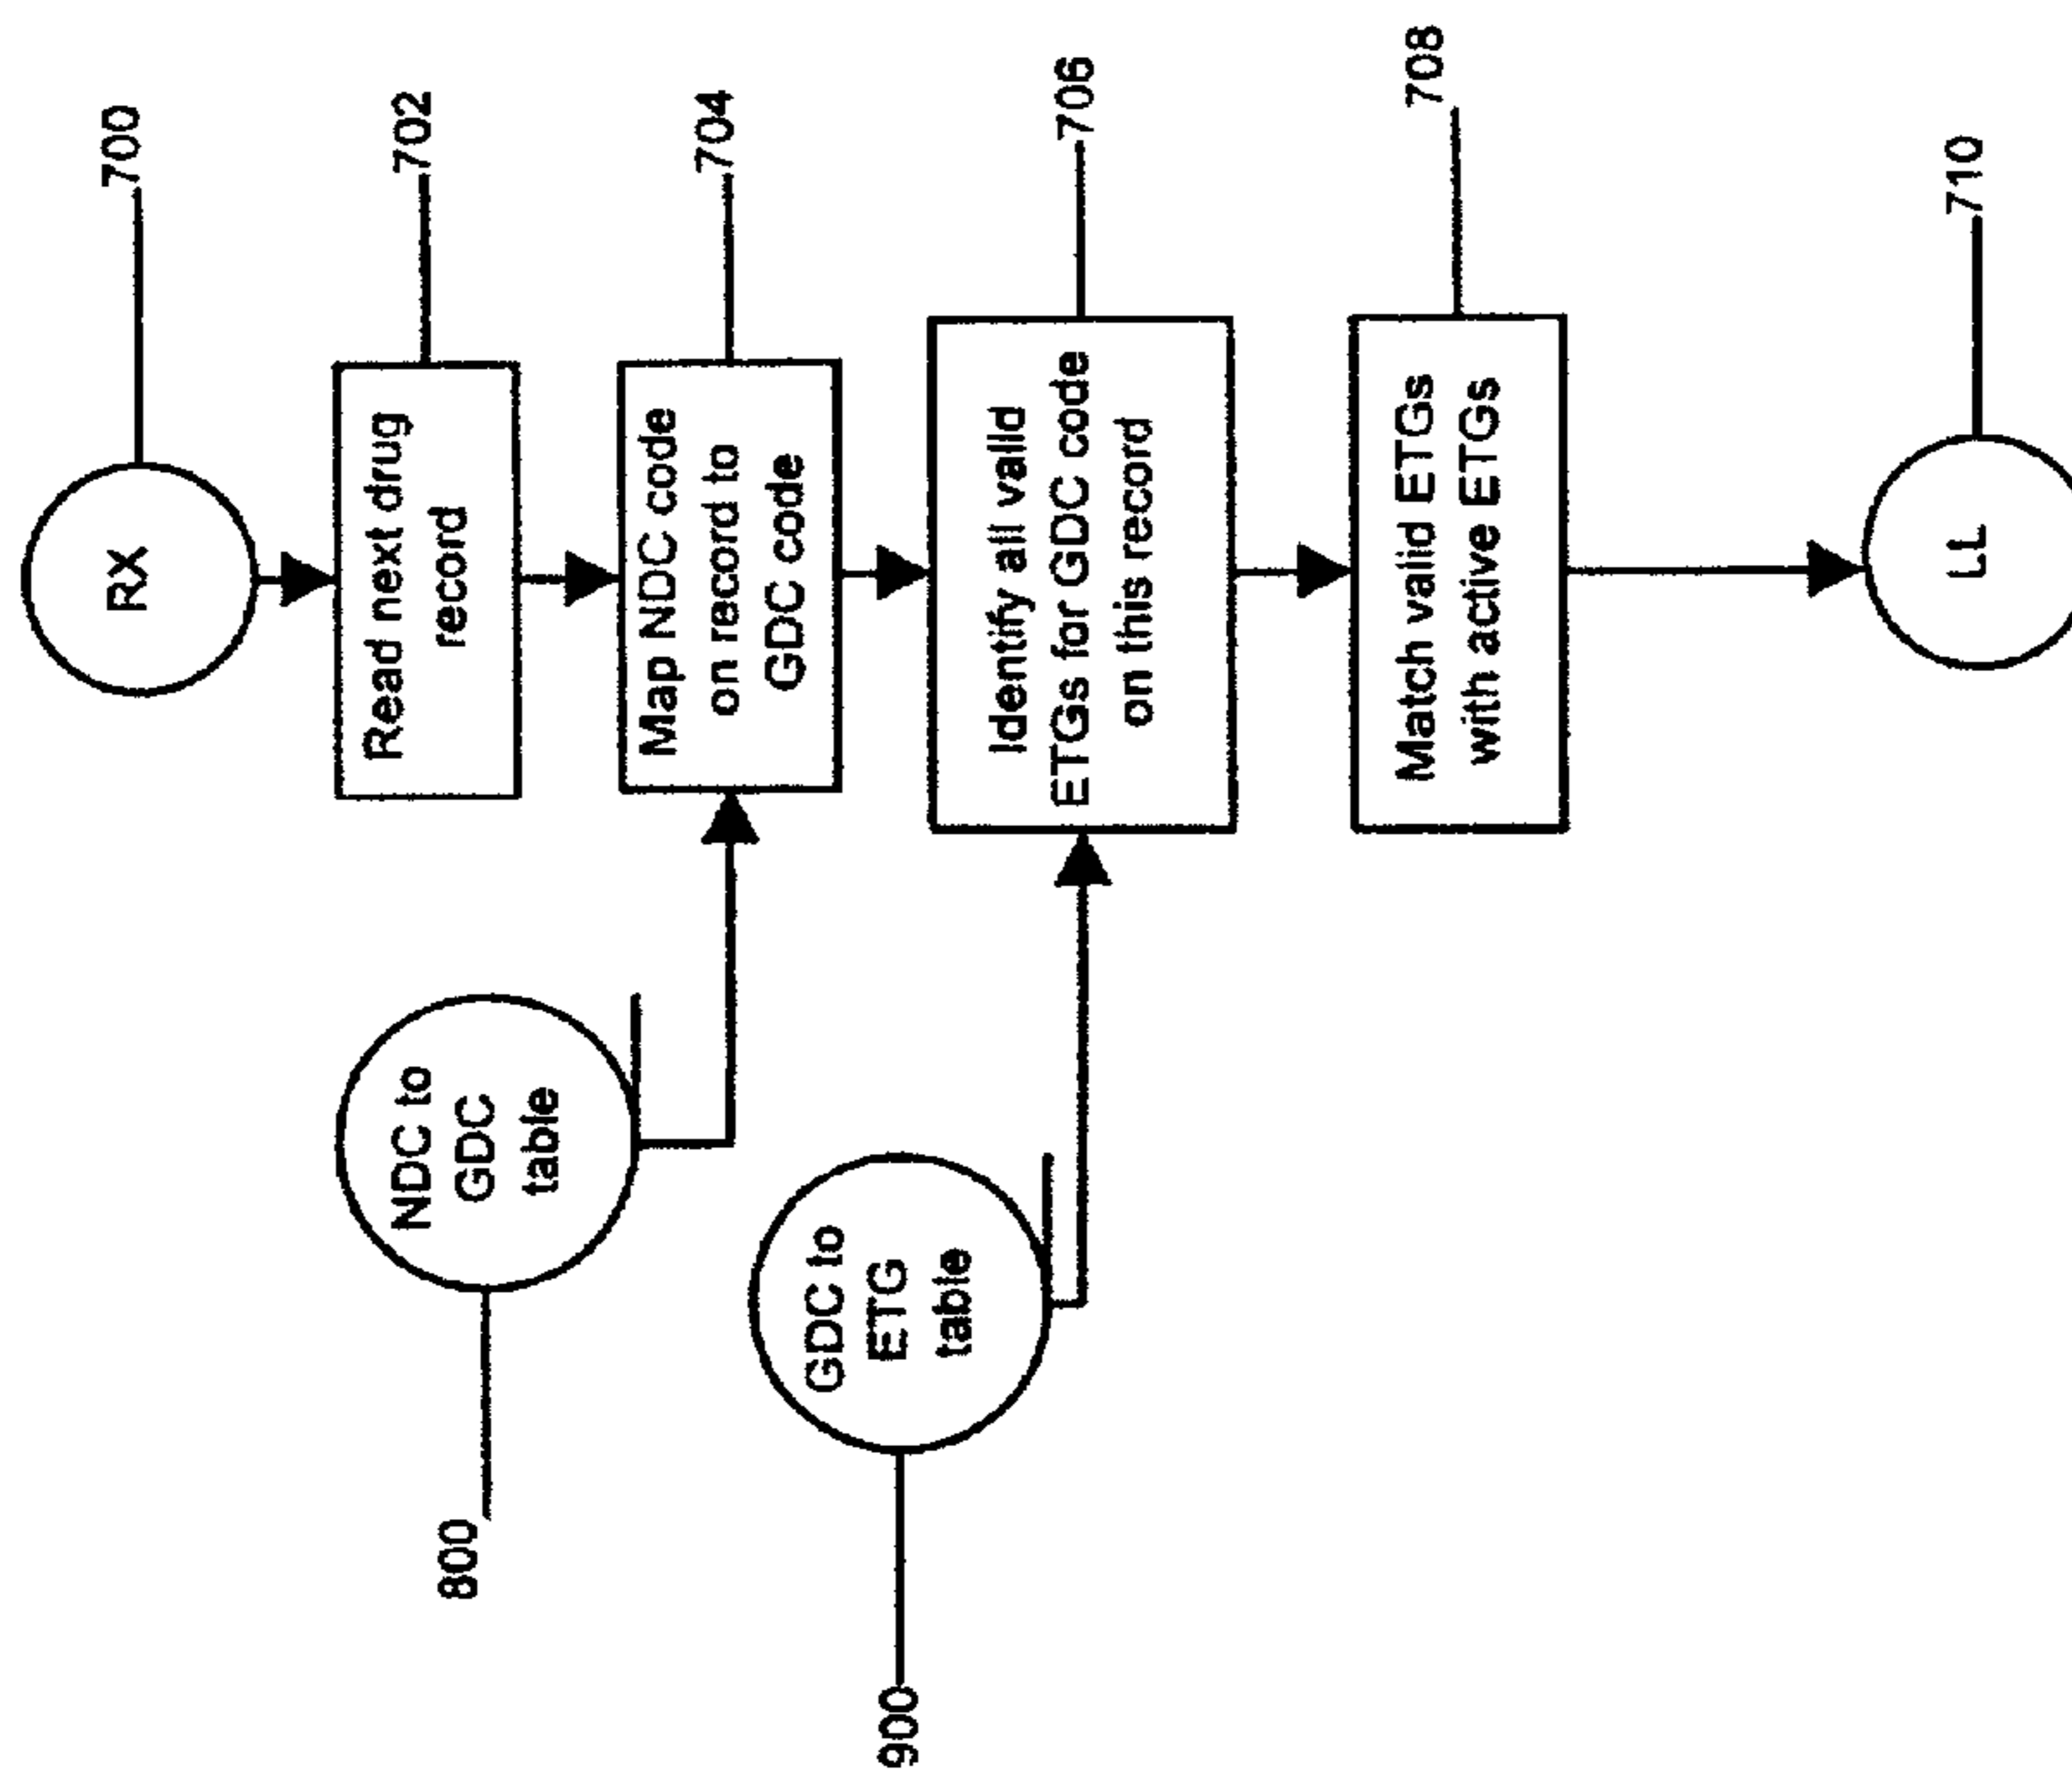 700
RX
702
Read next drug
record
704
Map NDC code
on record to
GDC code
800
NDC to
GDC
table
706
Identify all valid
ETGs for GDC code
on this record
900
GDC to
ETG
table
708
Match valid ETGs
with active ETGs
710
LL